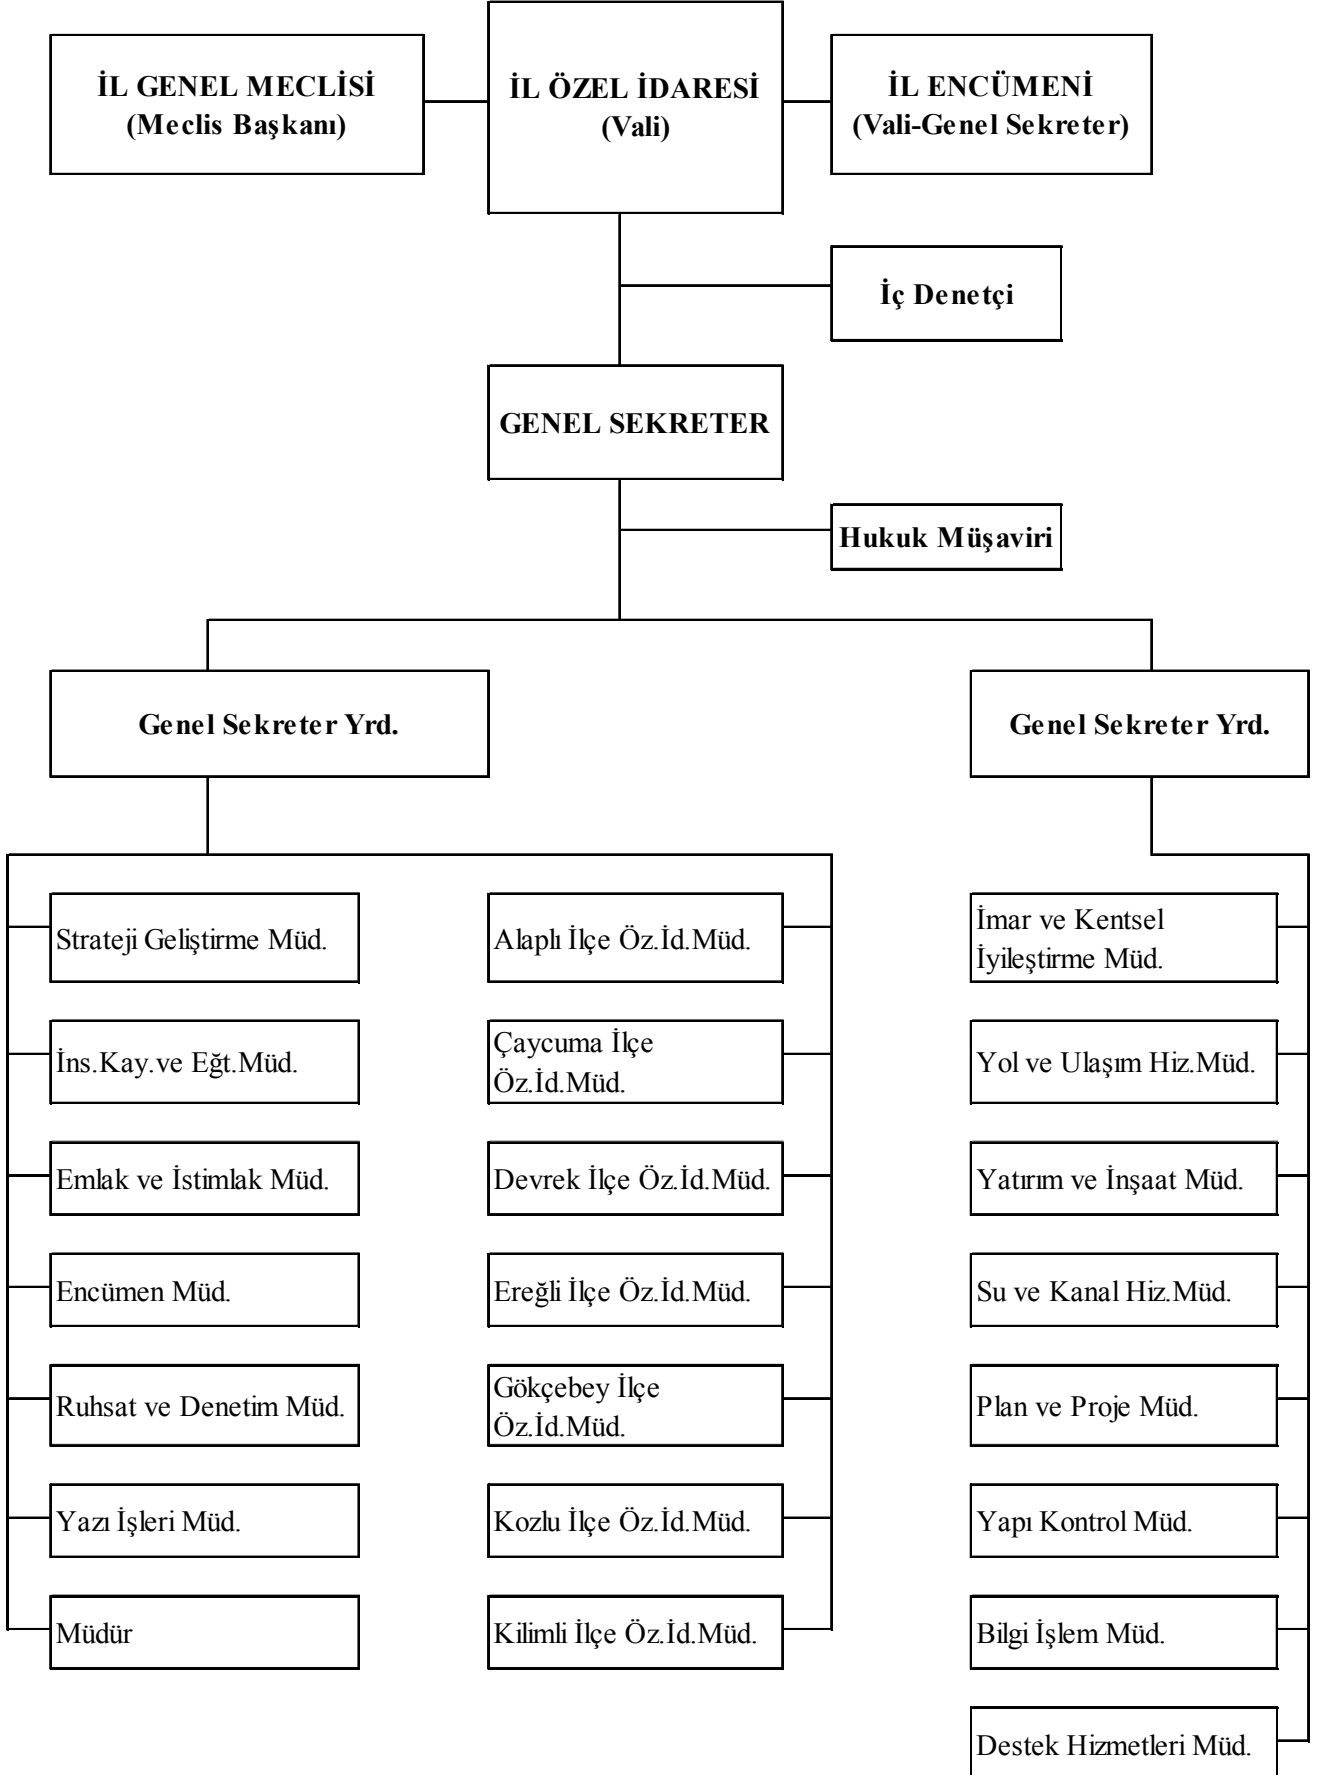 İL GENEL MECLİSİ
(Meclis Başkanı)
İL ÖZEL İDARESİ
(Vali)
İL ENCÜMENİ
(Vali-Genel Sekreter)
İç Denetçi
GENEL SEKRETER
Hukuk Müşaviri
Genel Sekreter Yrd.
Genel Sekreter Yrd.
Strateji Geliştirme Müd.
İns.Kay.ve Eğt.Müd.
Emlak ve İstimlak Müd.
Encümen Müd.
Ruhsat ve Denetim Müd.
Yazı İşleri Müd.
Müdür
Alaplı İlçe Öz.İd.Müd.
Çaycuma İlçe
Öz.İd.Müd.
Devrek İlçe Öz.İd.Müd.
Ereğli İlçe Öz.İd.Müd.
Gökçebey İlçe
Öz.İd.Müd.
Kozlu İlçe Öz.İd.Müd.
Kilimli İlçe Öz.İd.Müd.
İmar ve Kentsel
İyileştirme Müd.
Yol ve Ulaşım Hiz.Müd.
Yatırım ve İnşaat Müd.
Su ve Kanal Hiz.Müd.
Plan ve Proje Müd.
Yapı Kontrol Müd.
Bilgi İşlem Müd.
Destek Hizmetleri Müd.